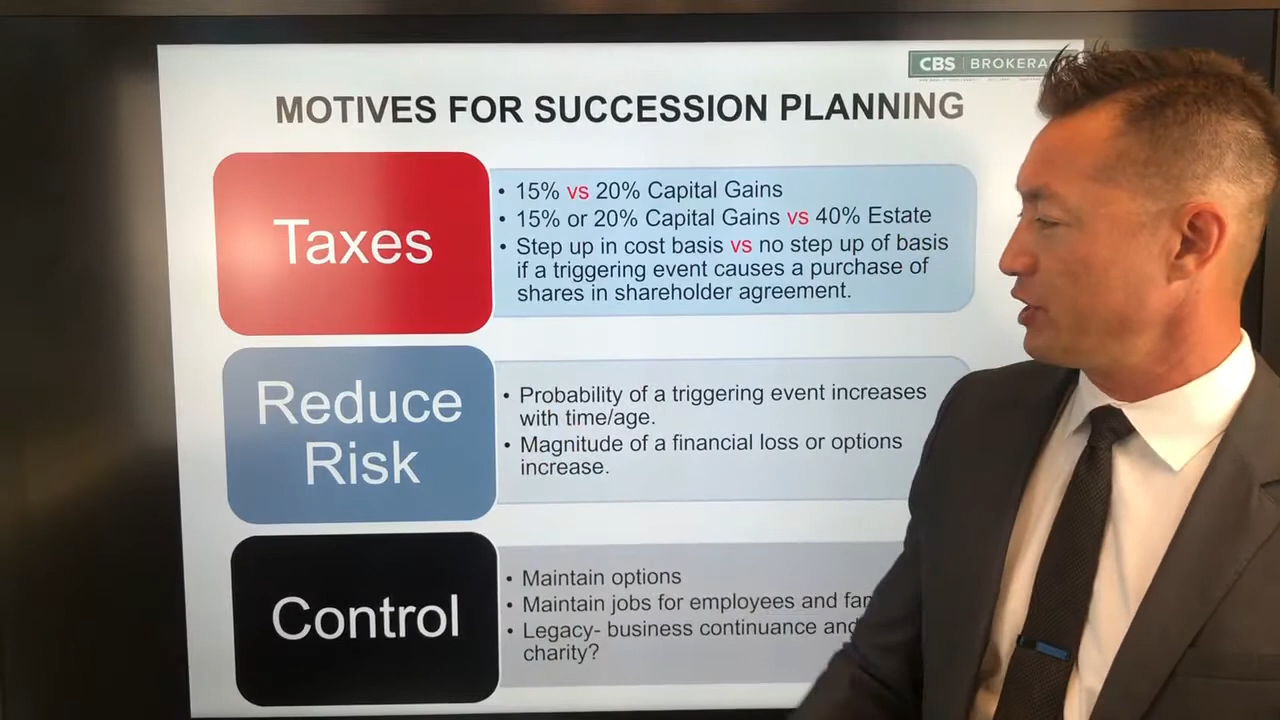 CBS
MOTIVES FOR SUCCESSION PLANNING
Taxes
• 15% vs 20% Capital Gains
• 15% or 20% Capital Gains vs 40% Estate
• Step up in cost basis vs no step up of basis
if a triggering event causes a purchase of
shares in shareholder agreement.
Reduce
Risk
• Probability of a triggering event increases
with time/age.
• Magnitude of a financial loss or options
increase.
Control
• Maintain options
• Maintain jobs for employees and
• Legacy- business continuance and
charity?